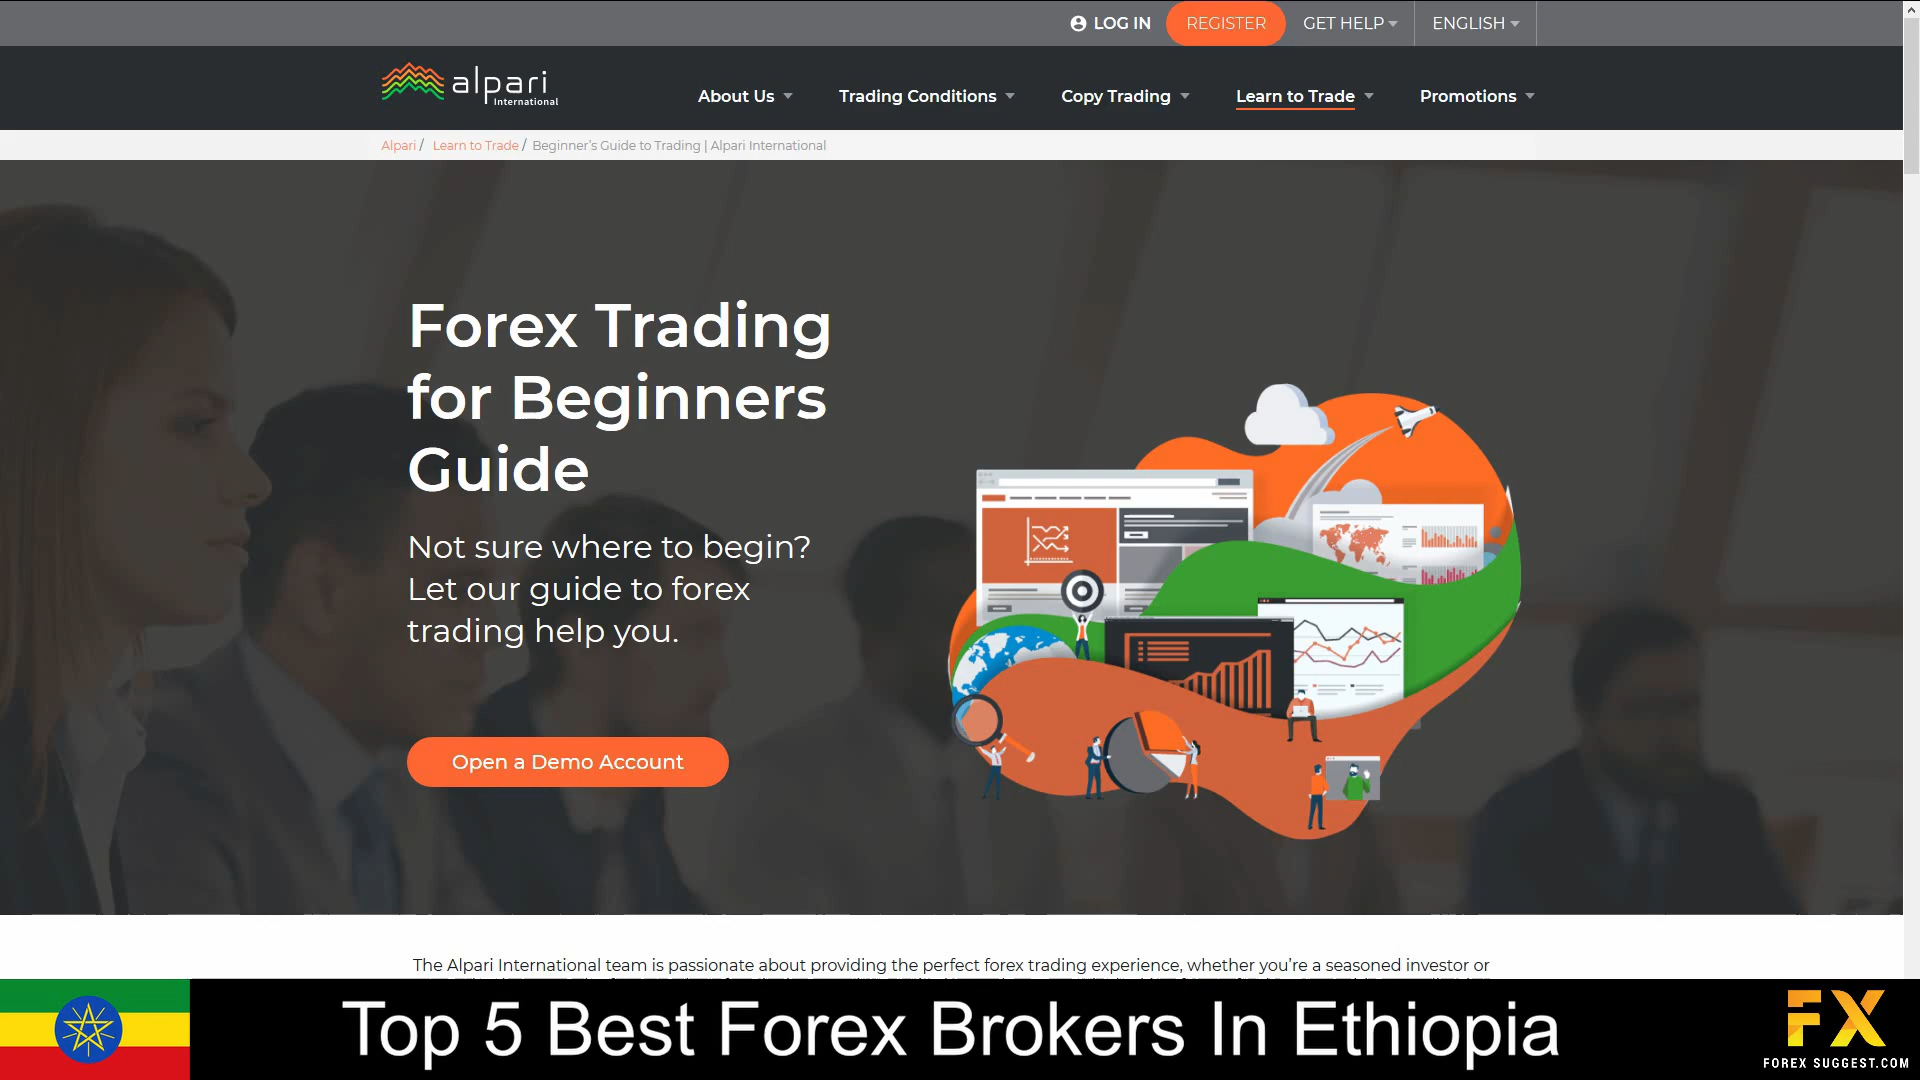 LOG IN REGISTER GET HELP ENGLISH
alpari
International
About Us Trading Conditions Copy Trading Learn to Trade Promotions
Alpari / Learn to Trade / Beginner's Guide to Trading | Alpari International
Forex Trading
for Beginners
Guide
Not sure where to begin?
Let our guide to forex
trading help you.
Open a Demo Account
The Alpari International team is passionate about providing the perfect forex trading experience, whether you're a seasoned investor or
Top 5 Best Forex Brokers In Ethiopia
FX
FOREX SUGGEST.COM